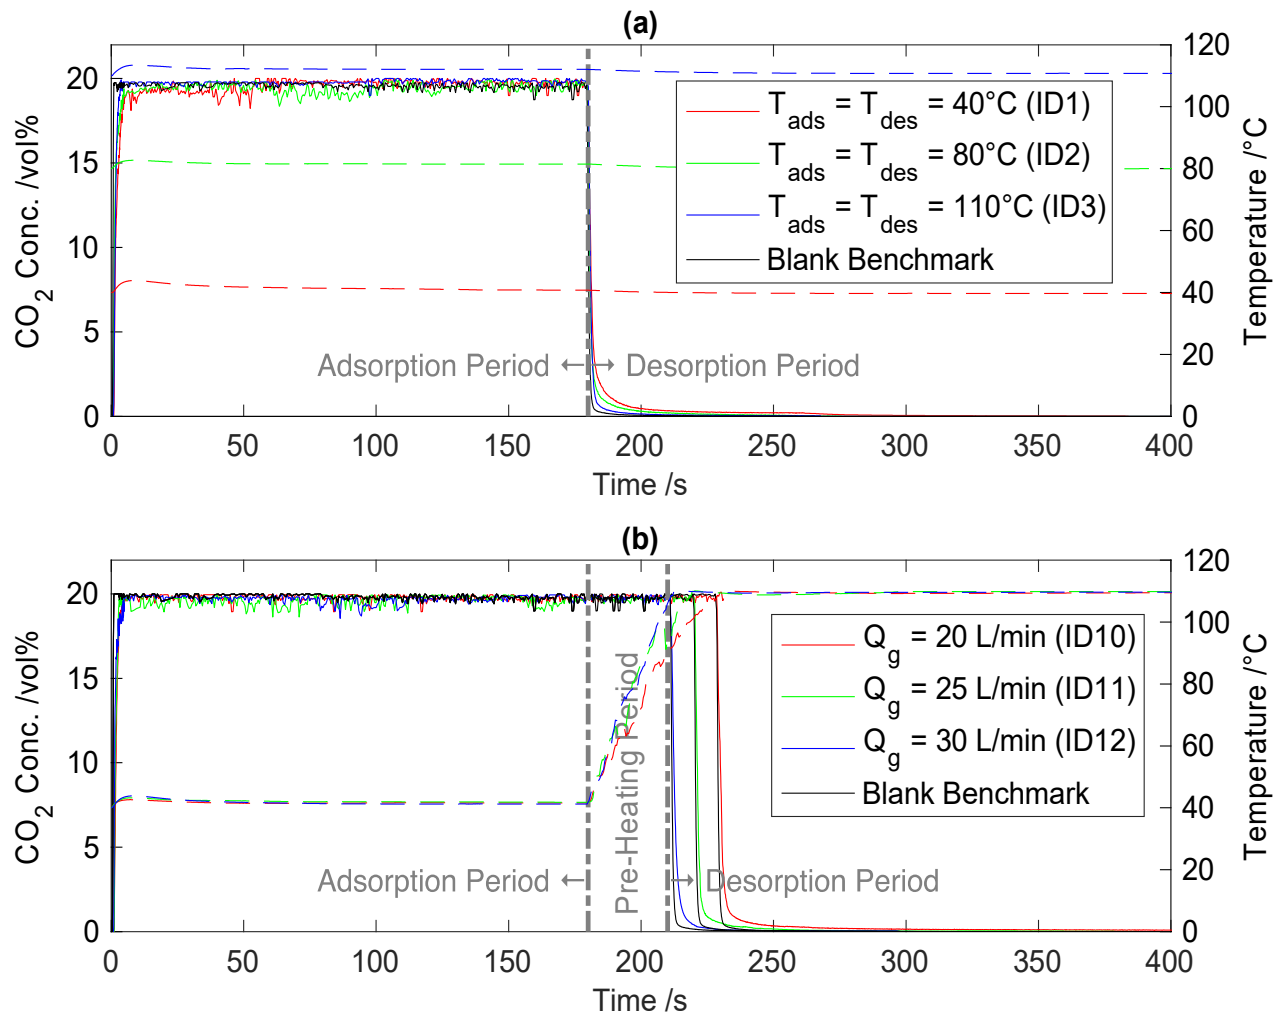 (a)
20
15
10
5
0
CO2 Conc. /vol%
120
100
80
60
40
20
0
Temperature /°C
Tads = Tdes = 40°C (ID1)
Tads = Tdes = 80°C (ID2)
Tads = Tdes = 110°C (ID3)
Blank Benchmark
Adsorption Period
Desorption Period
0 50 100 150 200 250 300 350 400
Time /s
(b)
20
15
10
5
0
CO2 Conc. /vol%
120
100
80
60
40
20
0
Temperature /°C
Qg = 20 L/min (ID10)
Qg = 25 L/min (ID11)
Qg = 30 L/min (ID12)
Blank Benchmark
Adsorption Period
Pre-Heating Period
Desorption Period
0 50 100 150 200 250 300 350 400
Time /s